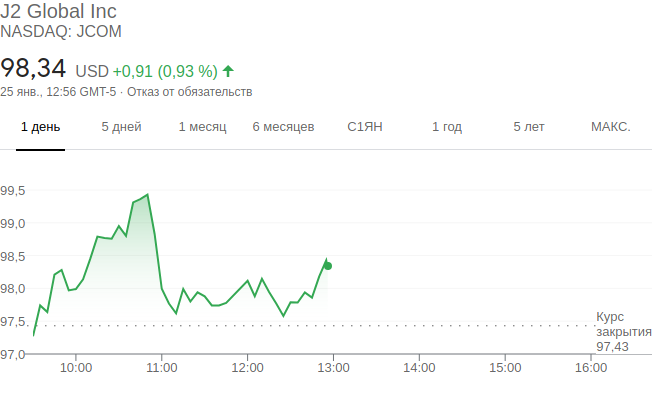 J2 Global Inc
NASDAQ: JCOM
98,34 USD +0,91 (0,93 %)
25 янв., 12:56 GMT-5 · Отказ от обязательств
1 день 5 дней 1 месяц 6 месяцев С1ЯН 1 год 5 лет МАКС.
99,5
99,0
98,5
98,0
97,5
97,0
Курс
закрытия
97,43
10:00 11:00 12:00 13:00 14:00 15:00 16:00